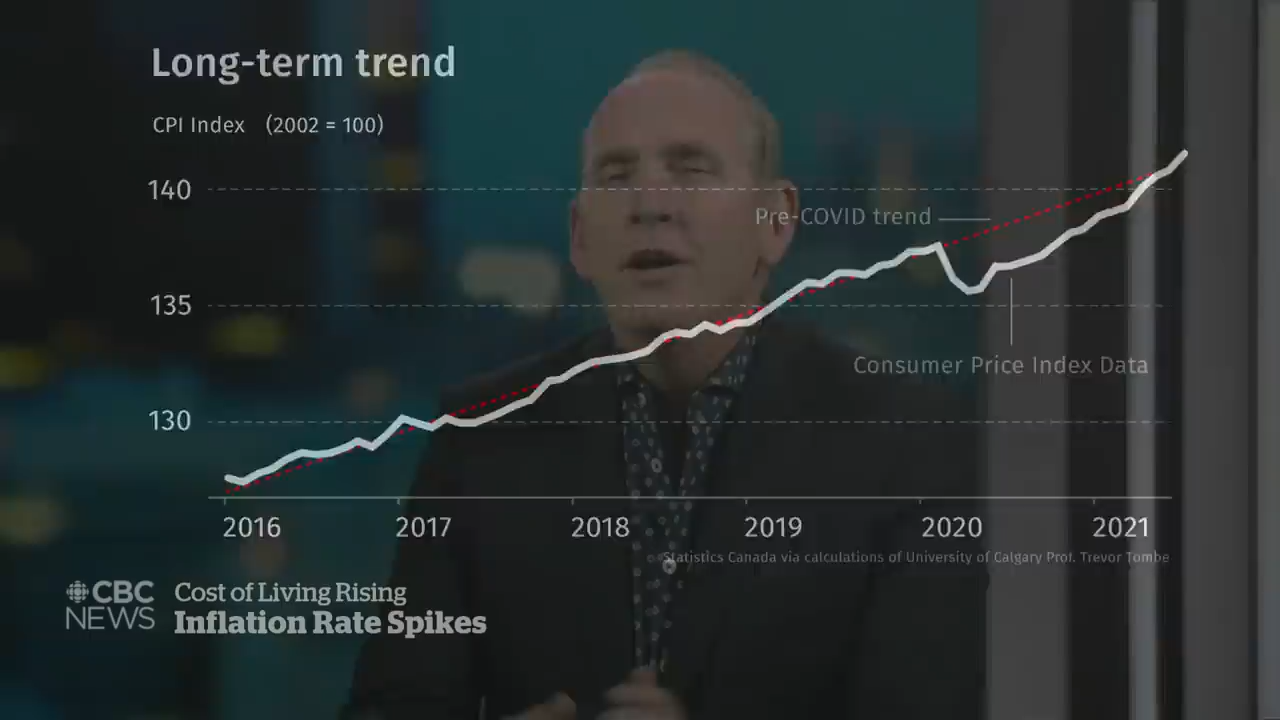 Long-term trend
CPI Index (2002 = 100)
140
Pre-COVID trend
135
Consumer Price Index Data
130
2016 2017 2018 2019 2020 2021
Statistics Canada via calculations of University of Calgary Prof. Trevor Tombe
CBC NEWS
Cost of Living Rising
Inflation Rate Spikes